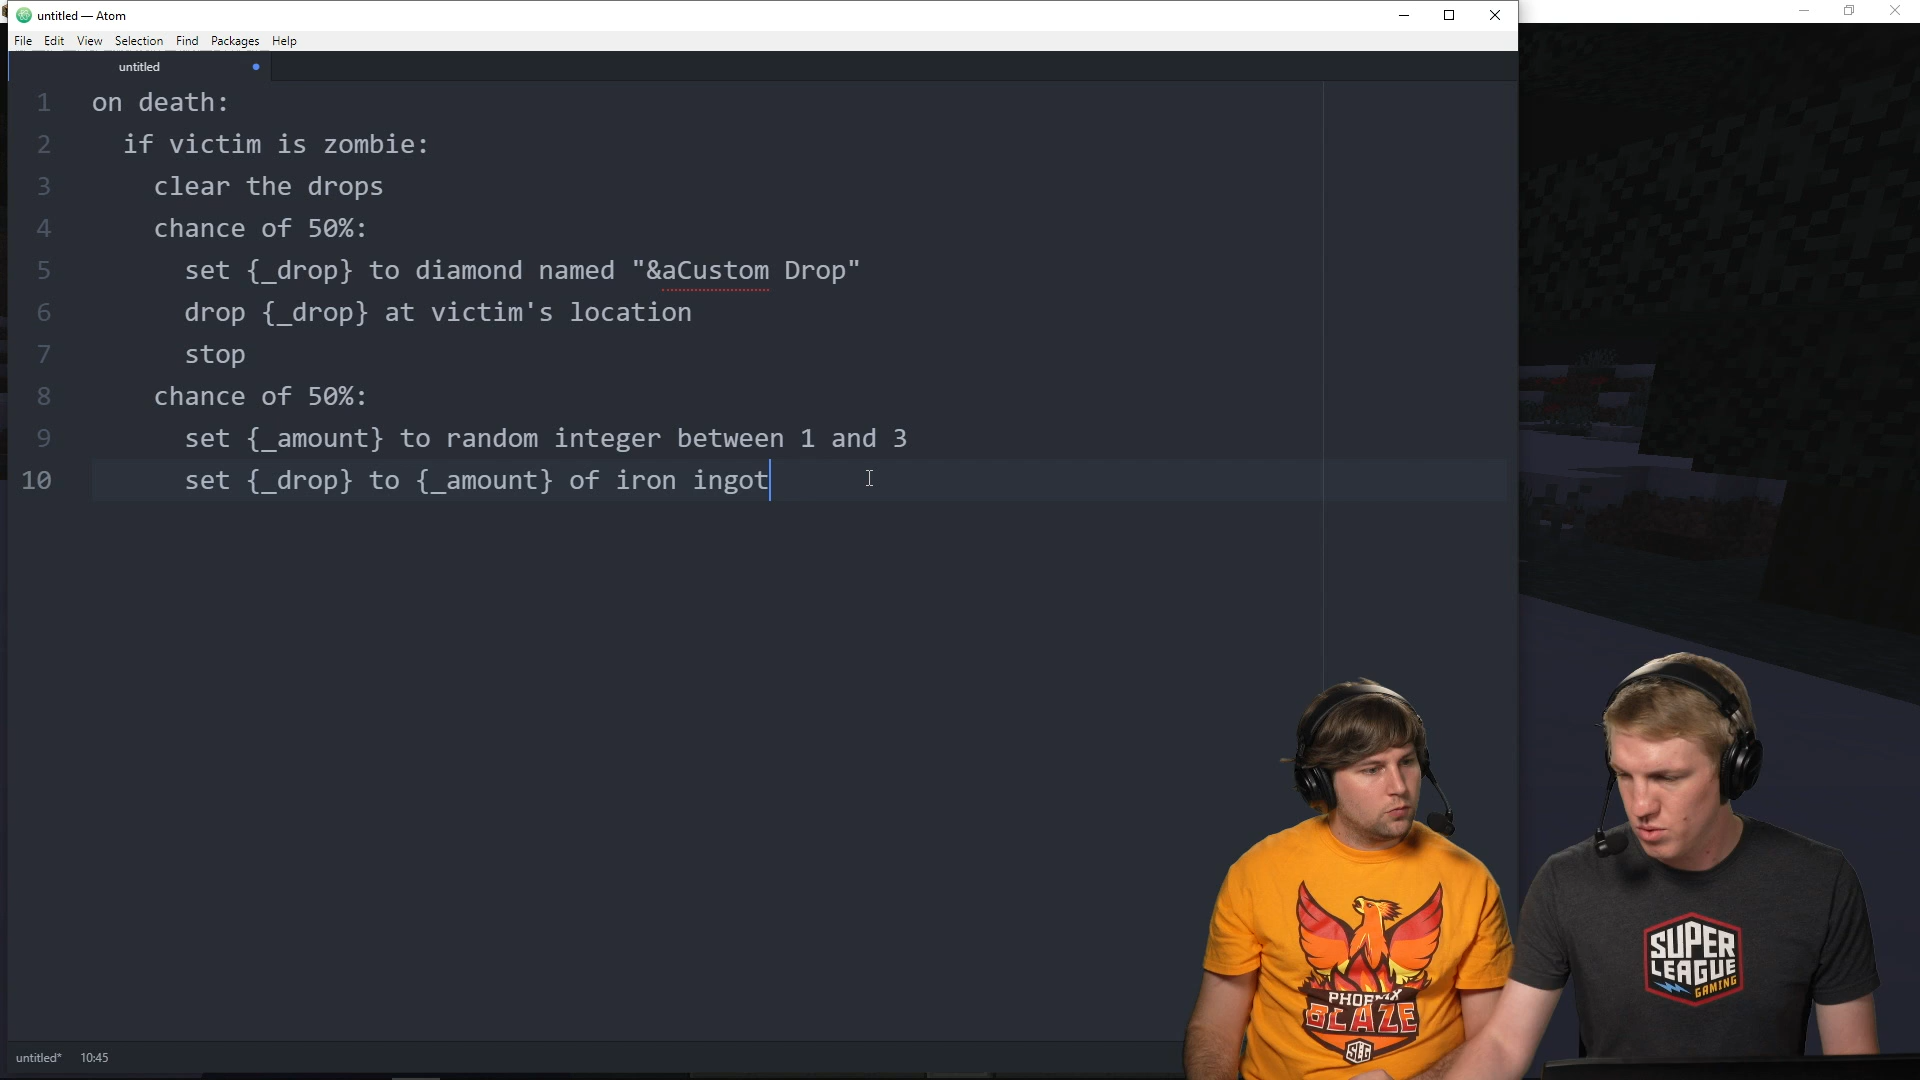 untitled — Atom
File Edit View Selection Find Packages Help
untitled
1 on death:
2 if victim is zombie:
3 clear the drops
4 chance of 50%:
5 set {_drop} to diamond named "&aCustom Drop"
6 drop {_drop} at victim's location
7 stop
8 chance of 50%:
9 set {_amount} to random integer between 1 and 3
10 set {_drop} to {_amount} of iron ingot
PHOENIX
BLAZE
SLG
SUPER
LEAGUE
GAMING
untitled* 10:45